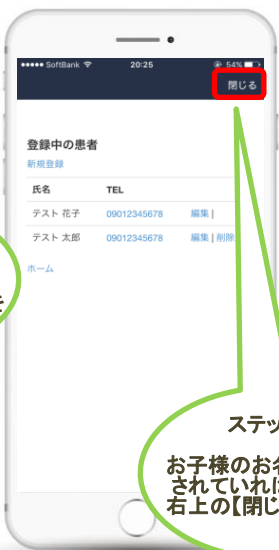 ●●●●● SoftBank 20:25 54%
閉じる
登録中の患者
新規登録
氏名 TEL
テスト 花子 09012345678 編集 |
テスト 太郎 09012345678 編集 | 削除
ホーム
を
ステッ
お子様のお名
されていれば
右上の【閉じ